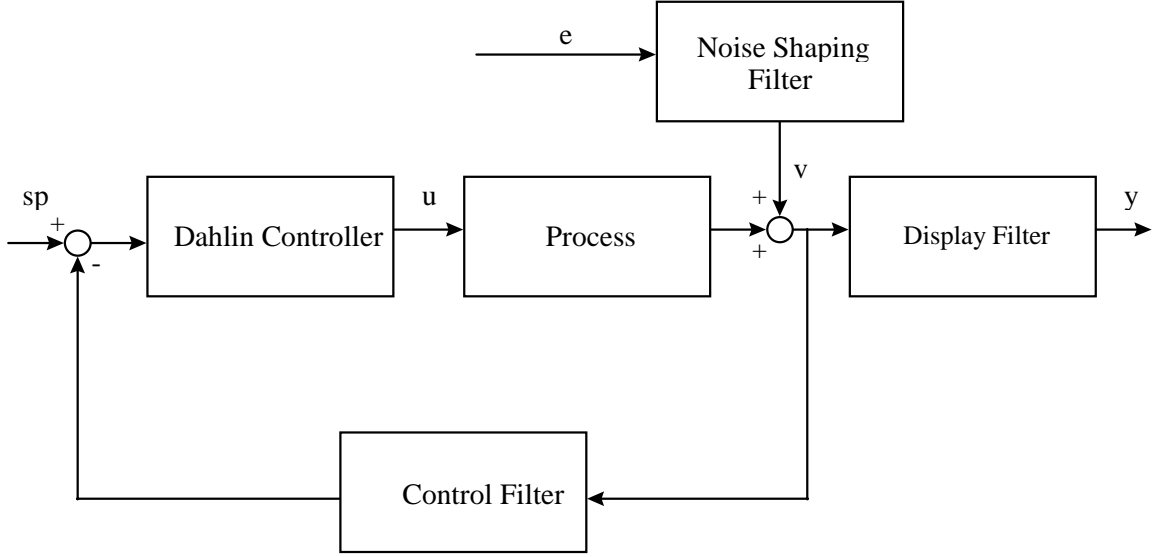 e
Noise Shaping
Filter
v
sp
+
-
Dahlin Controller
u
Process
+
+
Display Filter
y
Control Filter